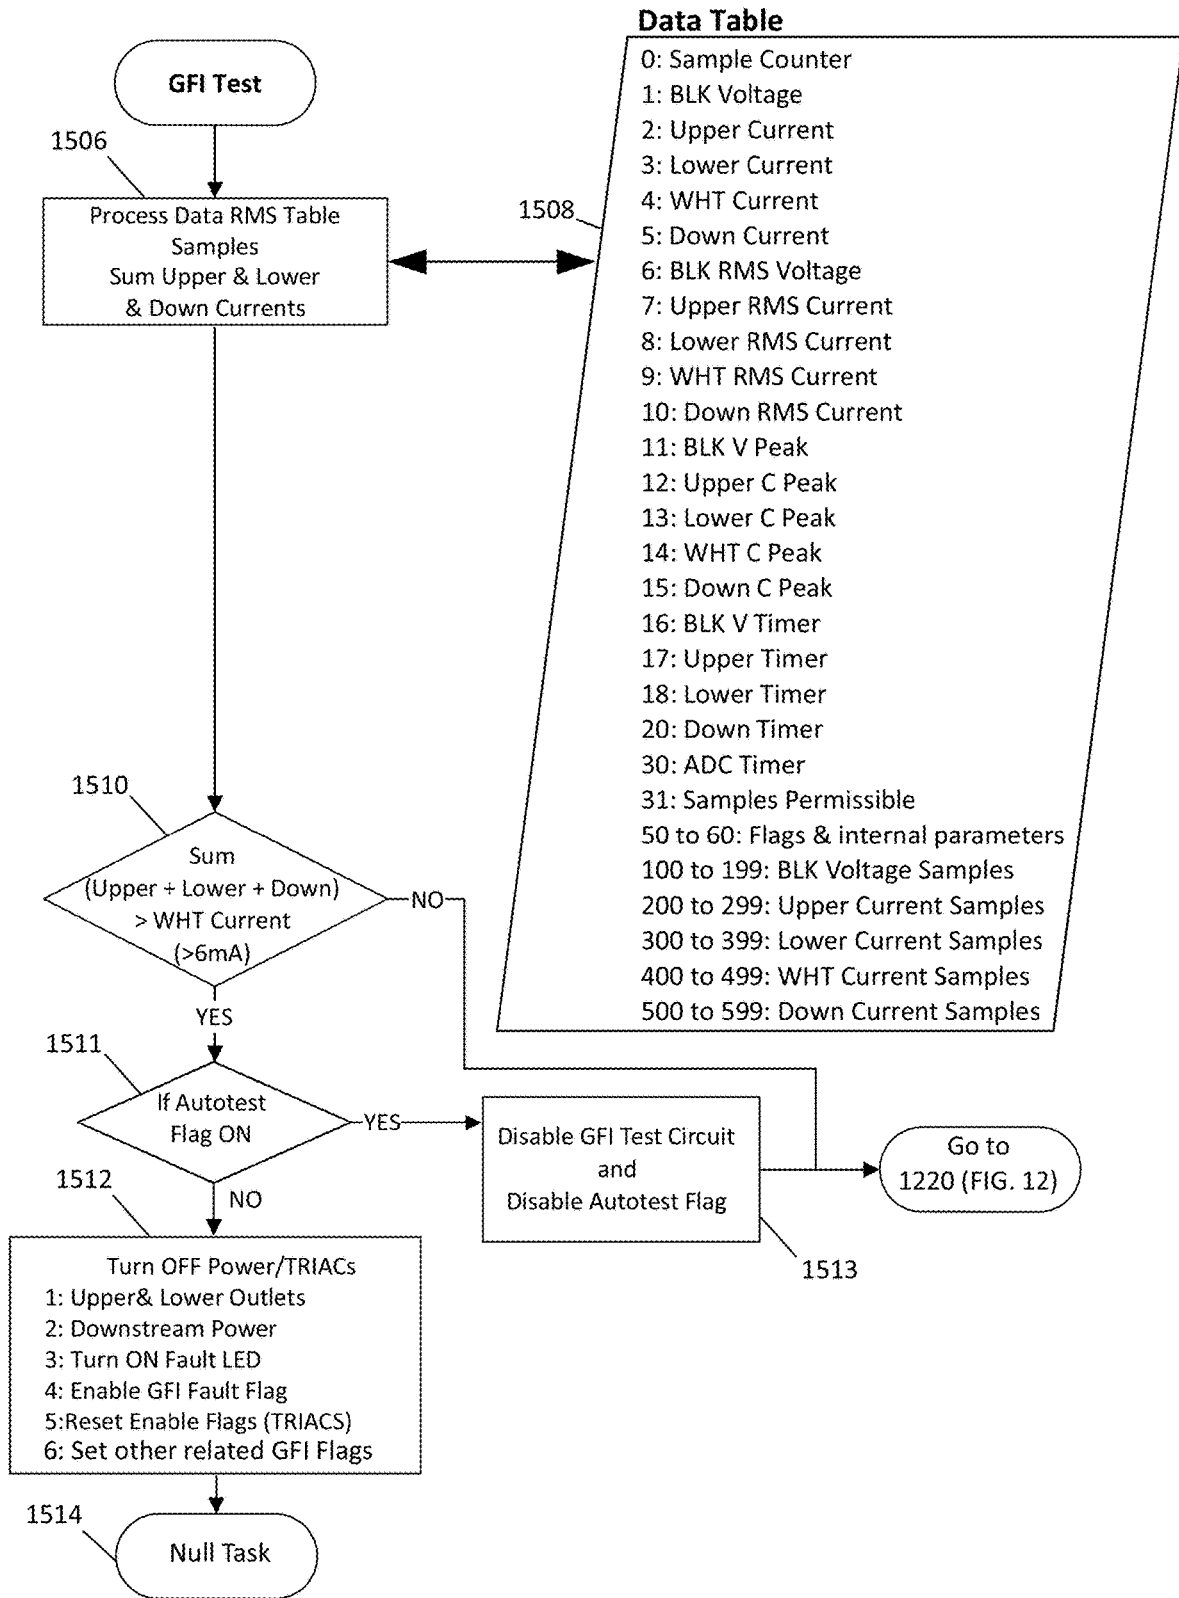 GFI Test
1506
Process Data RMS Table
Samples
Sum Upper & Lower
& Down Currents
1508
Data Table
0: Sample Counter
1: BLK Voltage
2: Upper Current
3: Lower Current
4: WHT Current
5: Down Current
6: BLK RMS Voltage
7: Upper RMS Current
8: Lower RMS Current
9: WHT RMS Current
10: Down RMS Current
11: BLK V Peak
12: Upper C Peak
13: Lower C Peak
14: WHT C Peak
15: Down C Peak
16: BLK V Timer
17: Upper Timer
18: Lower Timer
20: Down Timer
30: ADC Timer
31: Samples Permissible
50 to 60: Flags & internal parameters
100 to 199: BLK Voltage Samples
200 to 299: Upper Current Samples
300 to 399: Lower Current Samples
400 to 499: WHT Current Samples
500 to 599: Down Current Samples
1510
Sum
(Upper + Lower + Down)
> WHT Current
(>6mA)
NO
YES
1511
If Autotest
Flag ON
YES
NO
Disable GFI Test Circuit
and
Disable Autotest Flag
1513
Go to
1220 (FIG. 12)
1512
Turn OFF Power/TRIACs
1: Upper& Lower Outlets
2: Downstream Power
3: Turn ON Fault LED
4: Enable GFI Fault Flag
5:Reset Enable Flags (TRIACS)
6: Set other related GFI Flags
1514
Null Task